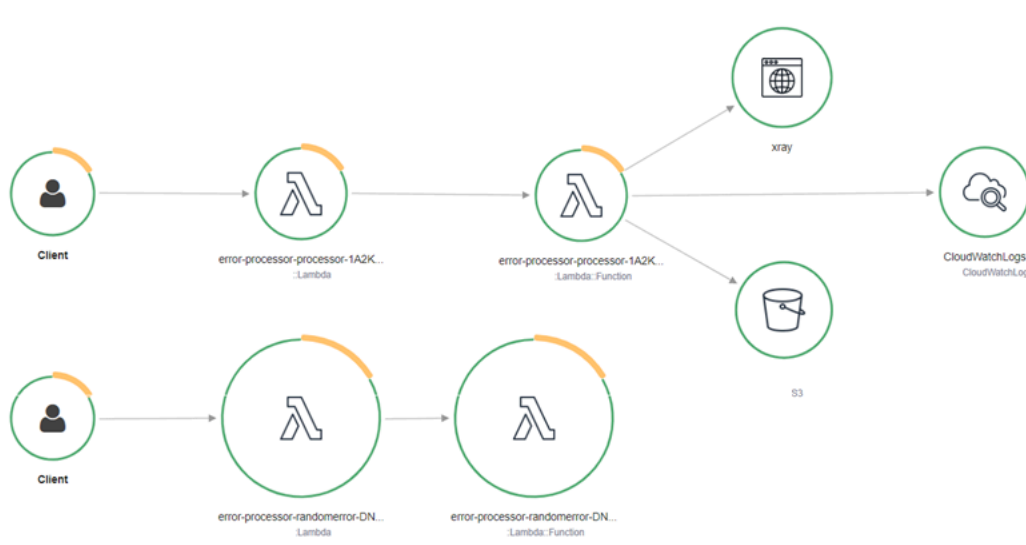 xray
Client
error-processor-processor-1A2K...
::Lambda
error-processor-processor-1A2K...
:Lambda::Function
CloudWatchLogs
CloudWatchLog
S3
Client
error-processor-randomerror-DN...
:Lambda
error-processor-randomerror-DN...
:Lambda::Function